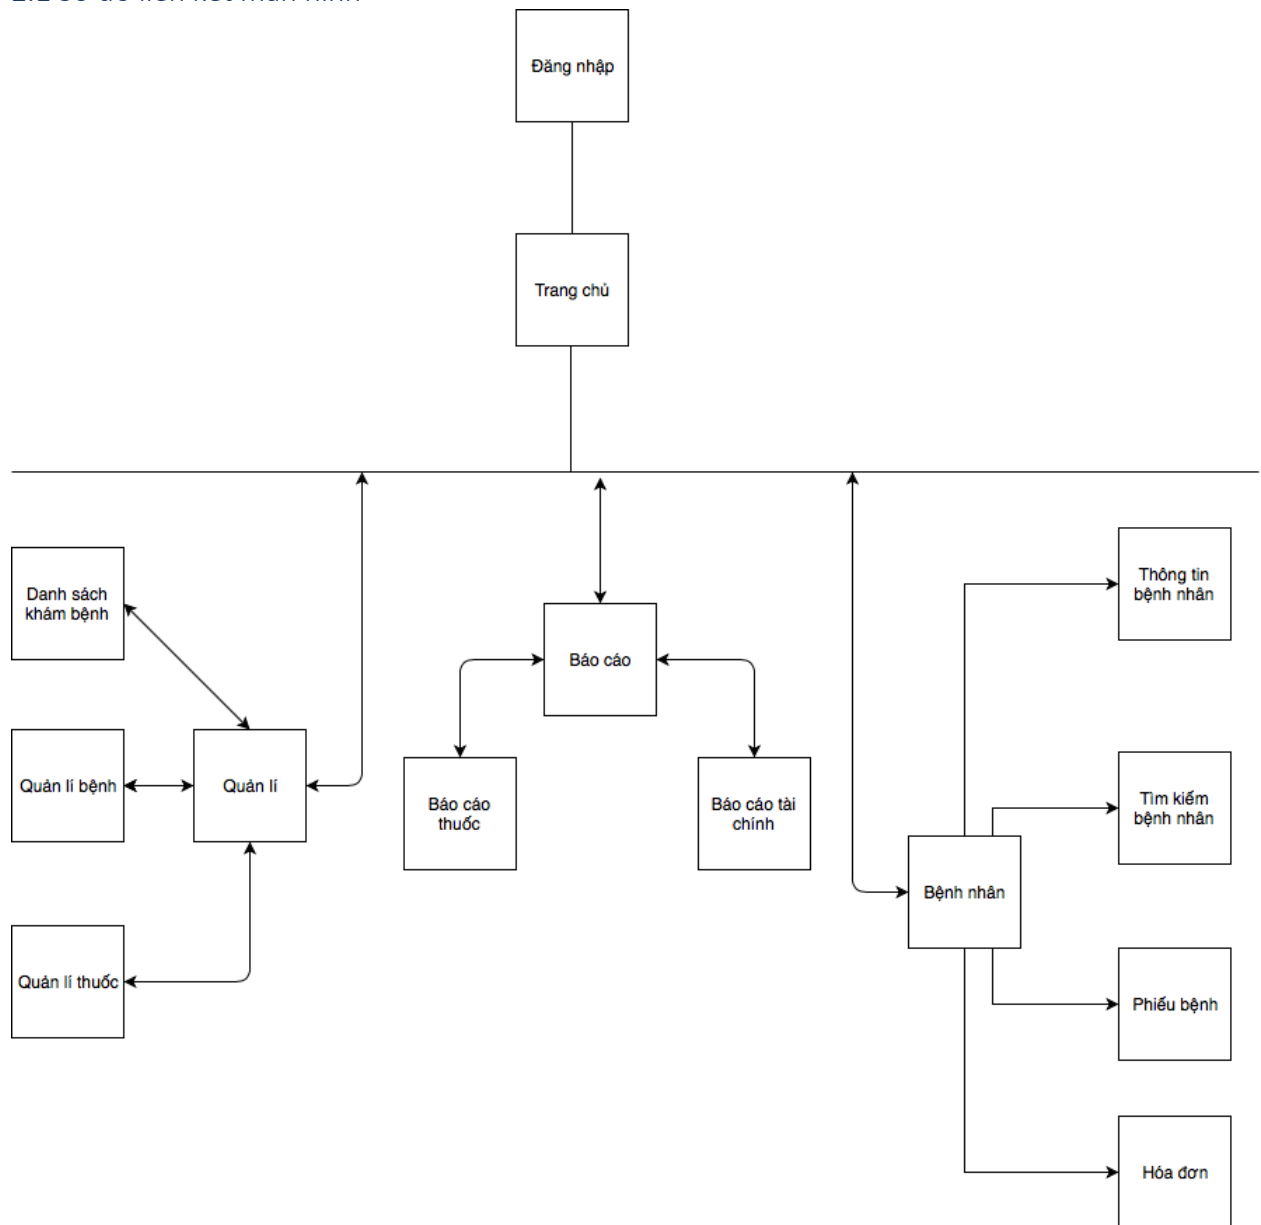 Đăng nhập
Trang chủ
Danh sách
khám bệnh
Quản lí bệnh
Quản lí
Quản lí thuốc
Báo cáo
Báo cáo
thuốc
Báo cáo tài
chính
Bệnh nhân
Thông tin
bệnh nhân
Tìm kiếm
bệnh nhân
Phiếu bệnh
Hóa đơn